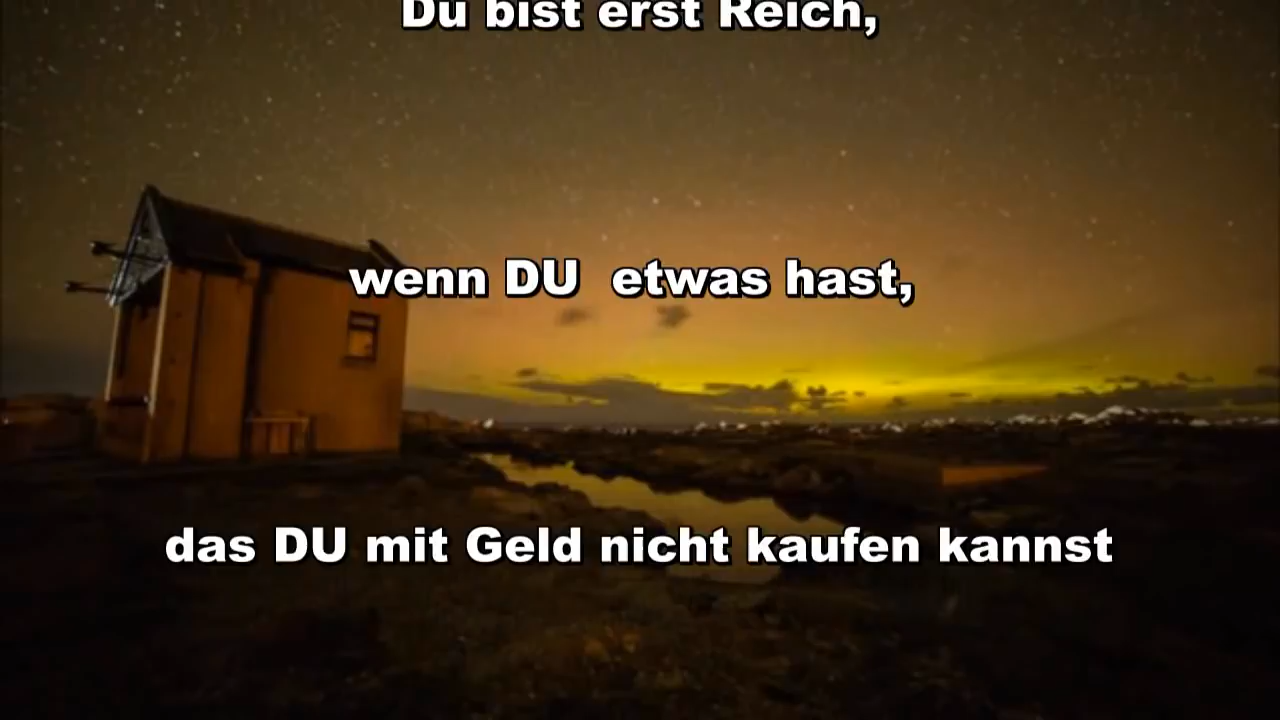 Du bist erst Reich,
wenn DU etwas hast,
das DU mit Geld nicht kaufen kannst